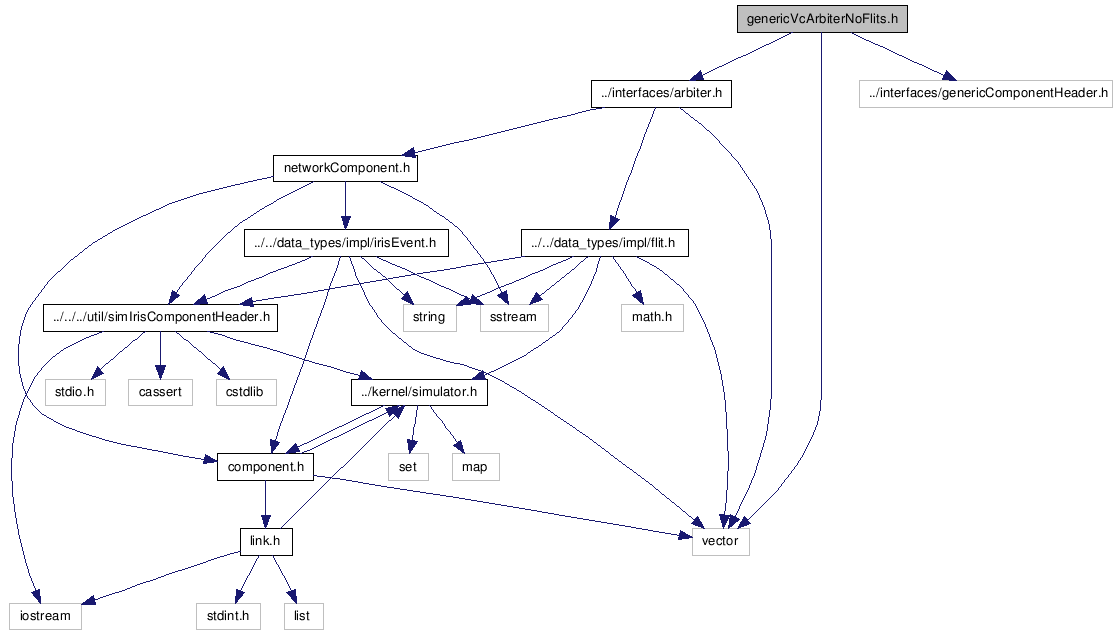 genericVcArbiterNoFlits.h
../interfaces/arbiter.h
../interfaces/genericComponentHeader.h
networkComponent.h
../../data_types/impl/irisEvent.h
../../data_types/impl/flit.h
../../../util/simIrisComponentHeader.h
string
sstream
math.h
stdio.h
cassert
cstdlib
../kernel/simulator.h
component.h
set
map
link.h
vector
iostream
stdint.h
list